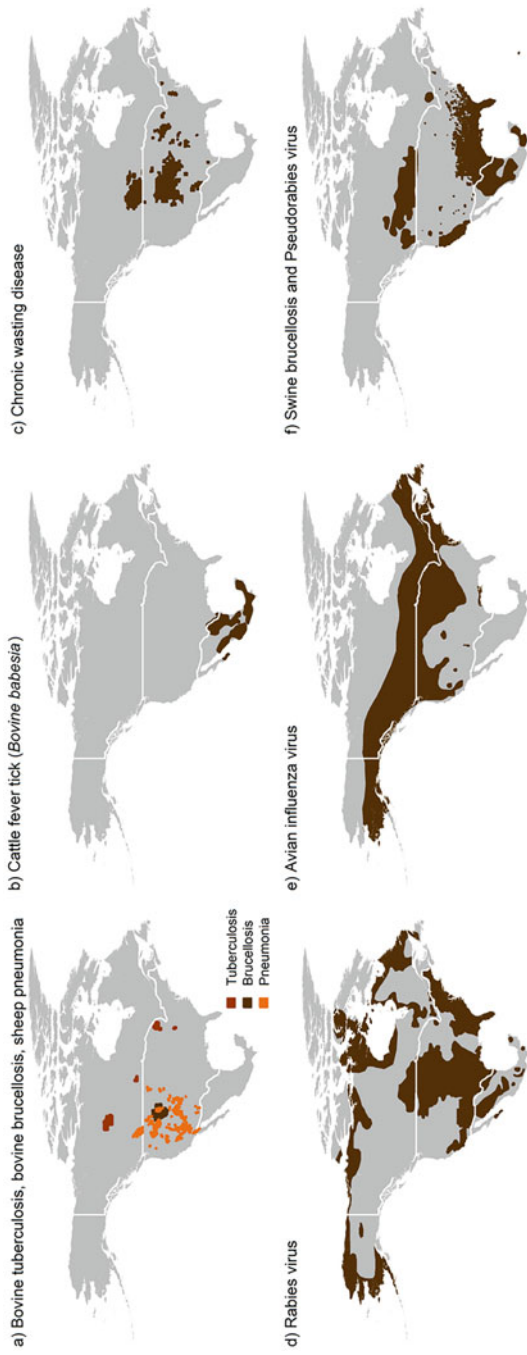 a) Bovine tuberculosis, bovine brucellosis, sheep pneumonia
Tuberculosis
Brucellosis
Pneumonia
b) Cattle fever tick (Bovine babesia)
c) Chronic wasting disease
d) Rabies virus
e) Avian influenza virus
f) Swine brucellosis and Pseudorabies virus